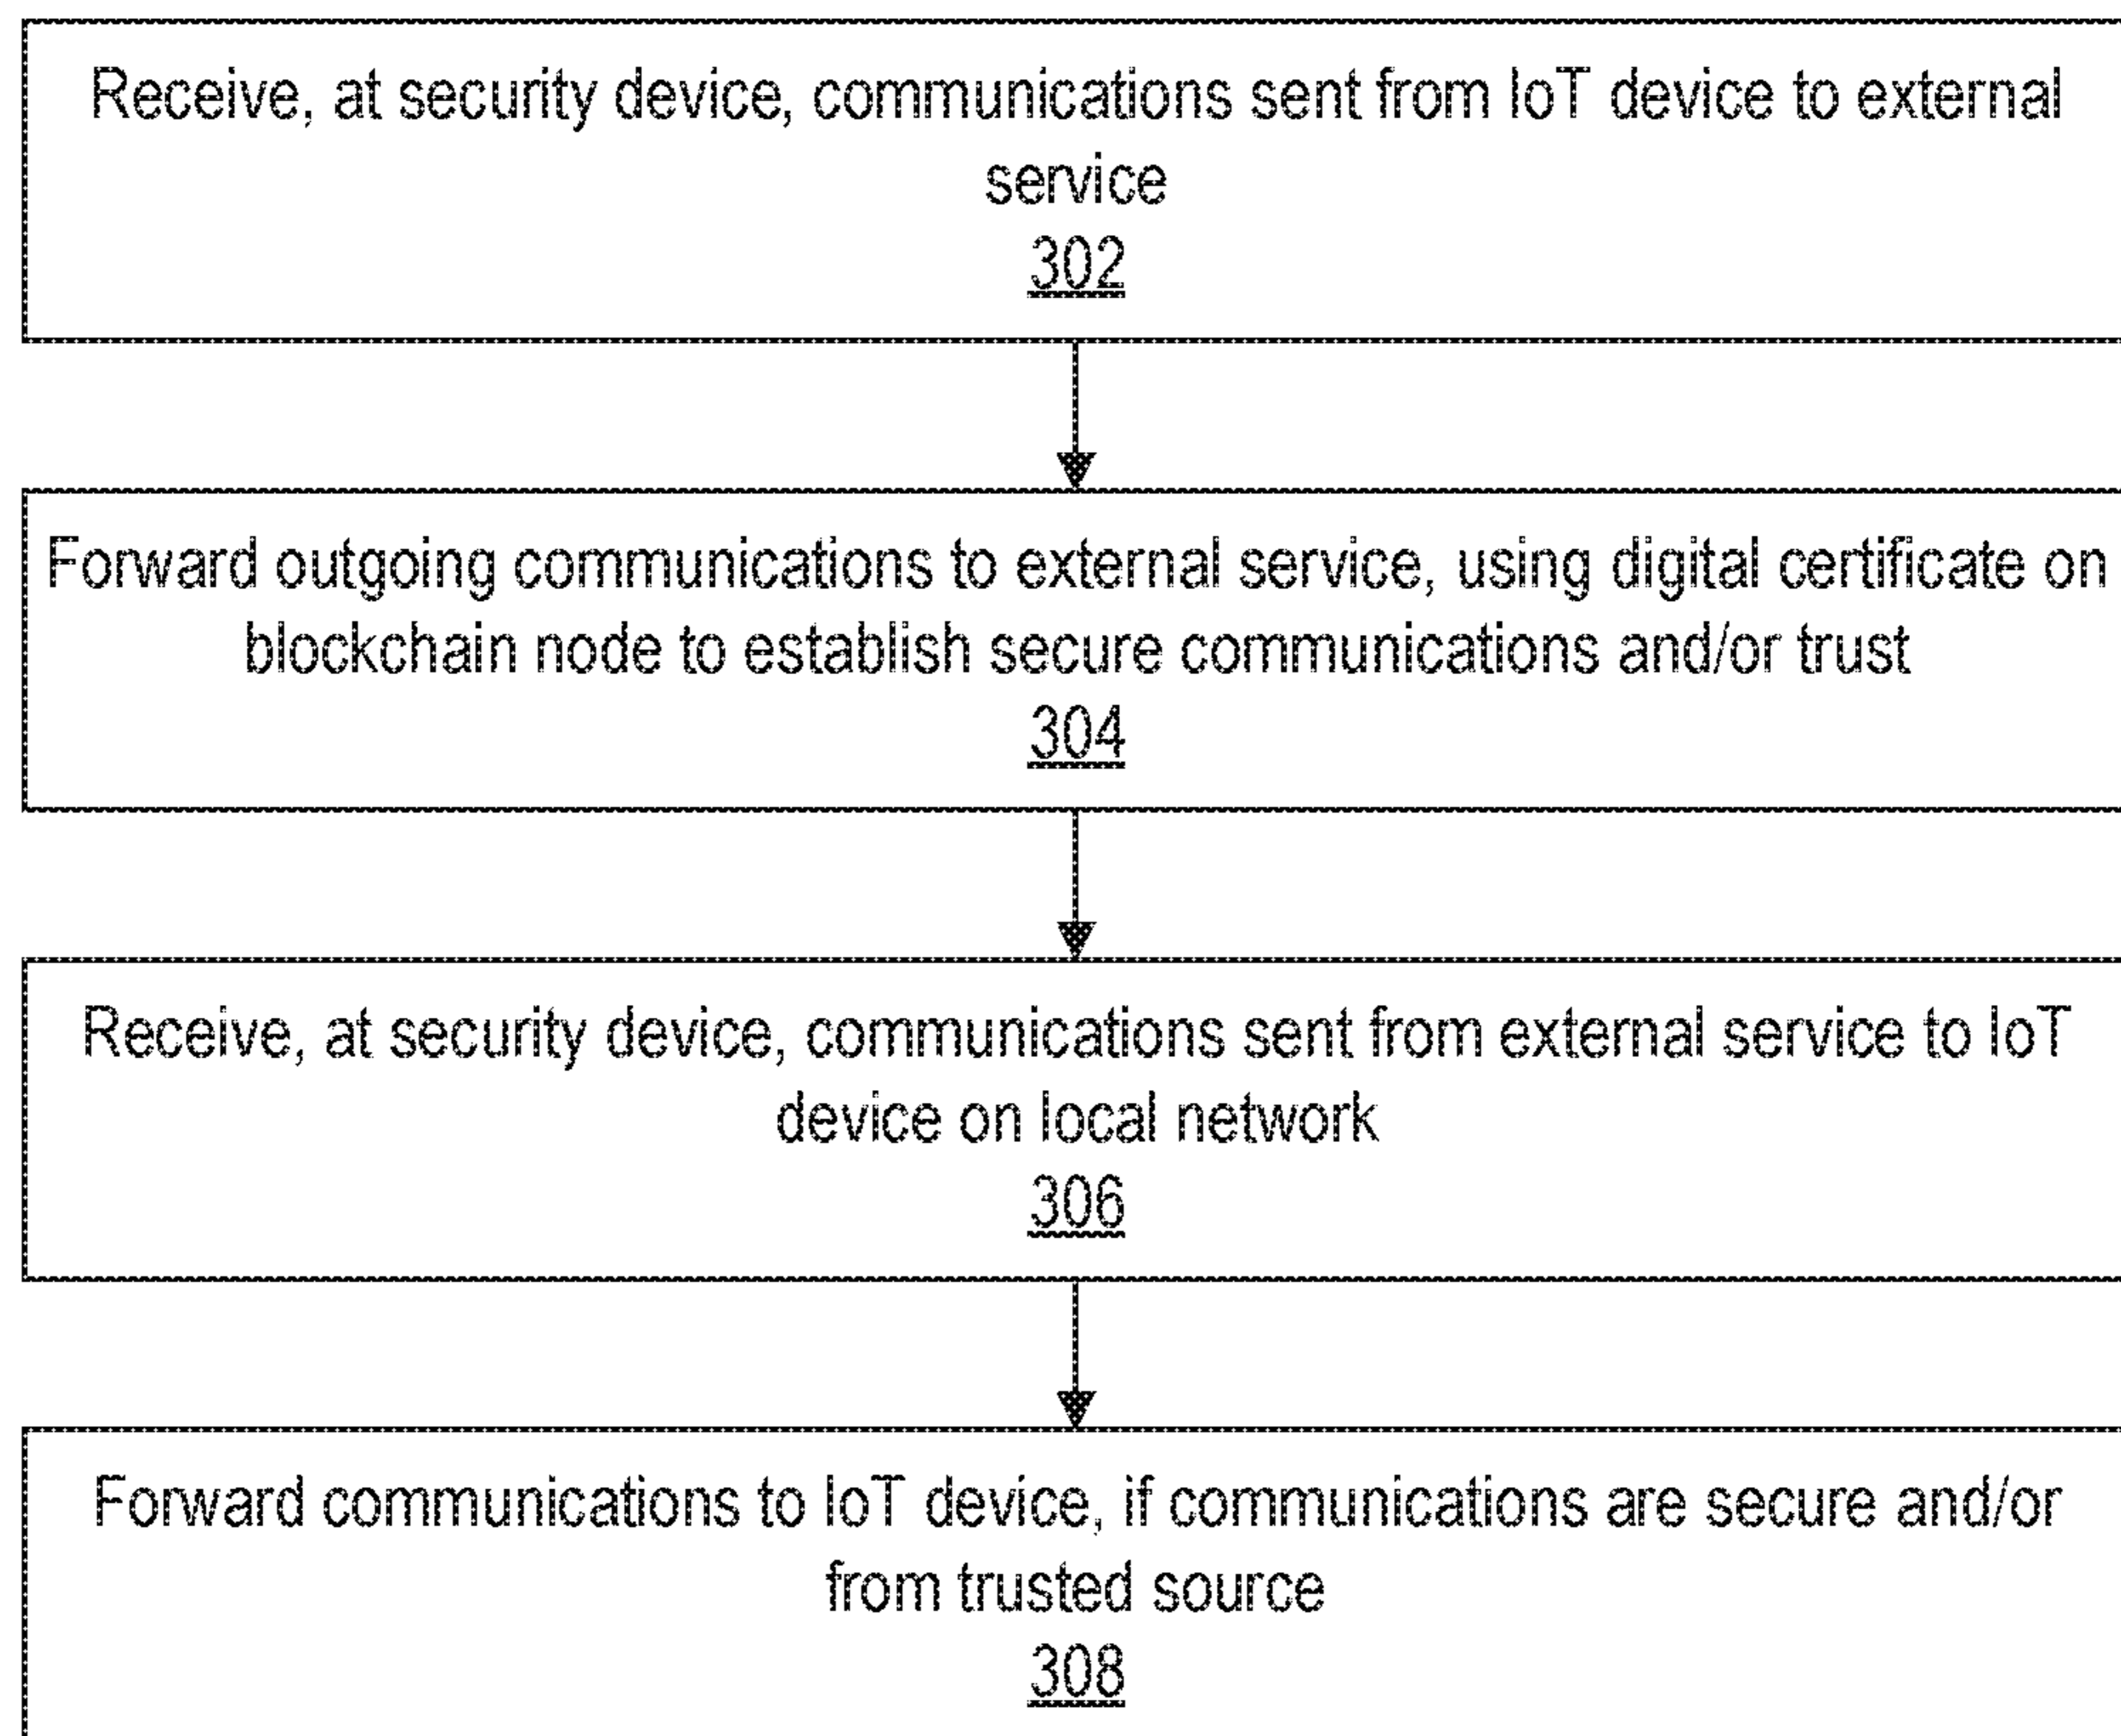 Receive, at security device, communications sent from IoT device to external
service
302
Forward outgoing communications to external service, using digital certificate on
blockchain node to establish secure communications and/or trust
304
Receive, at security device, communications sent from external service to IoT
device on local network
306
Forward communications to IoT device, if communications are secure and/or
from trusted source
308